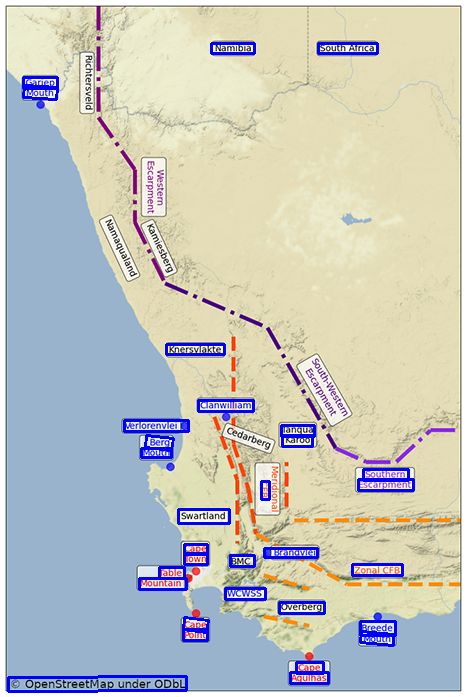 Namibia
South Africa
Richtersveld
Gariep
Mouth
Western
Escarpment
Kamiesberg
Namaqualand
Knersvlakte
South-Western
Escarpment
Clanwilliam
Verlorenvlei
Cedarberg
Tanqua
Karoo
Berg
Mouth
Meridional
Southern
Escarpment
Swartland
Cape
Town
BMC
Brandvlei
Table
Mountain
Zonal CFB
WCWSS
Overberg
Cape
Point
Breede
Mouth
Cape
Agulhas
© OpenStreetMap under ODbL